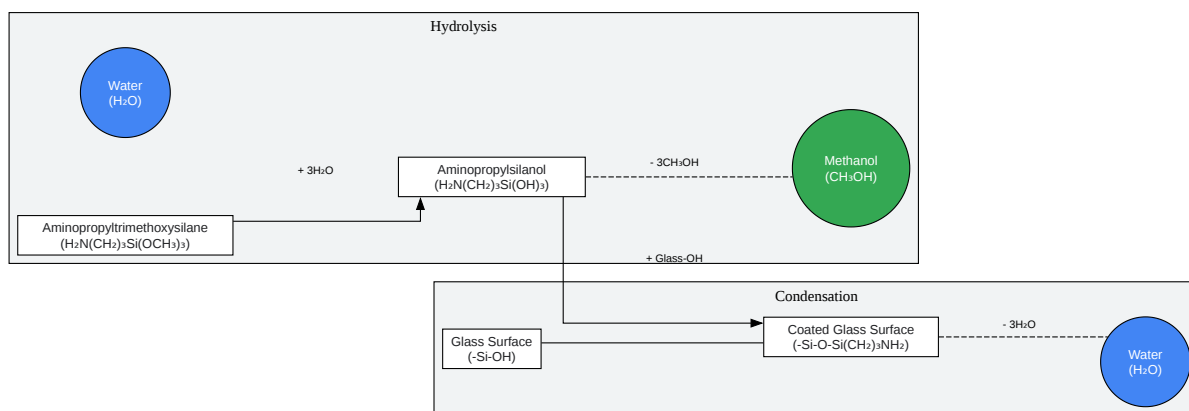 Hydrolysis
Water
(H₂O)
+ 3H₂O
Aminopropylsilanol
(H₂N(CH₂)₃Si(OH)₃)
- 3CH₃OH
Methanol
(CH₃OH)
Aminopropyltrimethoxysilane
(H₂N(CH₂)₃Si(OCH₃)₃)
+ Glass-OH
Condensation
Glass Surface
(-Si-OH)
Coated Glass Surface
(-Si-O-Si(CH₂)₃NH₂)
- 3H₂O
Water
(H₂O)